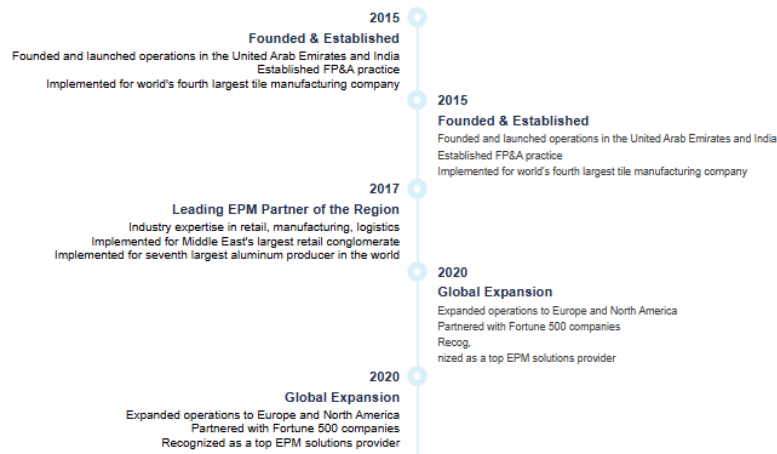 2015
Founded & Established
Founded and launched operations in the United Arab Emirates and India
Established FP&A practice
Implemented for world's fourth largest tile manufacturing company
2015
Founded & Established
Founded and launched operations in the United Arab Emirates and India
Established FP&A practice
Implemented for world's fourth largest tile manufacturing company
2017
Leading EPM Partner of the Region
Industry expertise in retail, manufacturing, logistics
Implemented for Middle East's largest retail conglomerate
Implemented for seventh largest aluminum producer in the world
2020
Global Expansion
Expanded operations to Europe and North America
Partnered with Fortune 500 companies
Recog,
nized as a top EPM solutions provider
2020
Global Expansion
Expanded operations to Europe and North America
Partnered with Fortune 500 companies
Recognized as a top EPM solutions provider